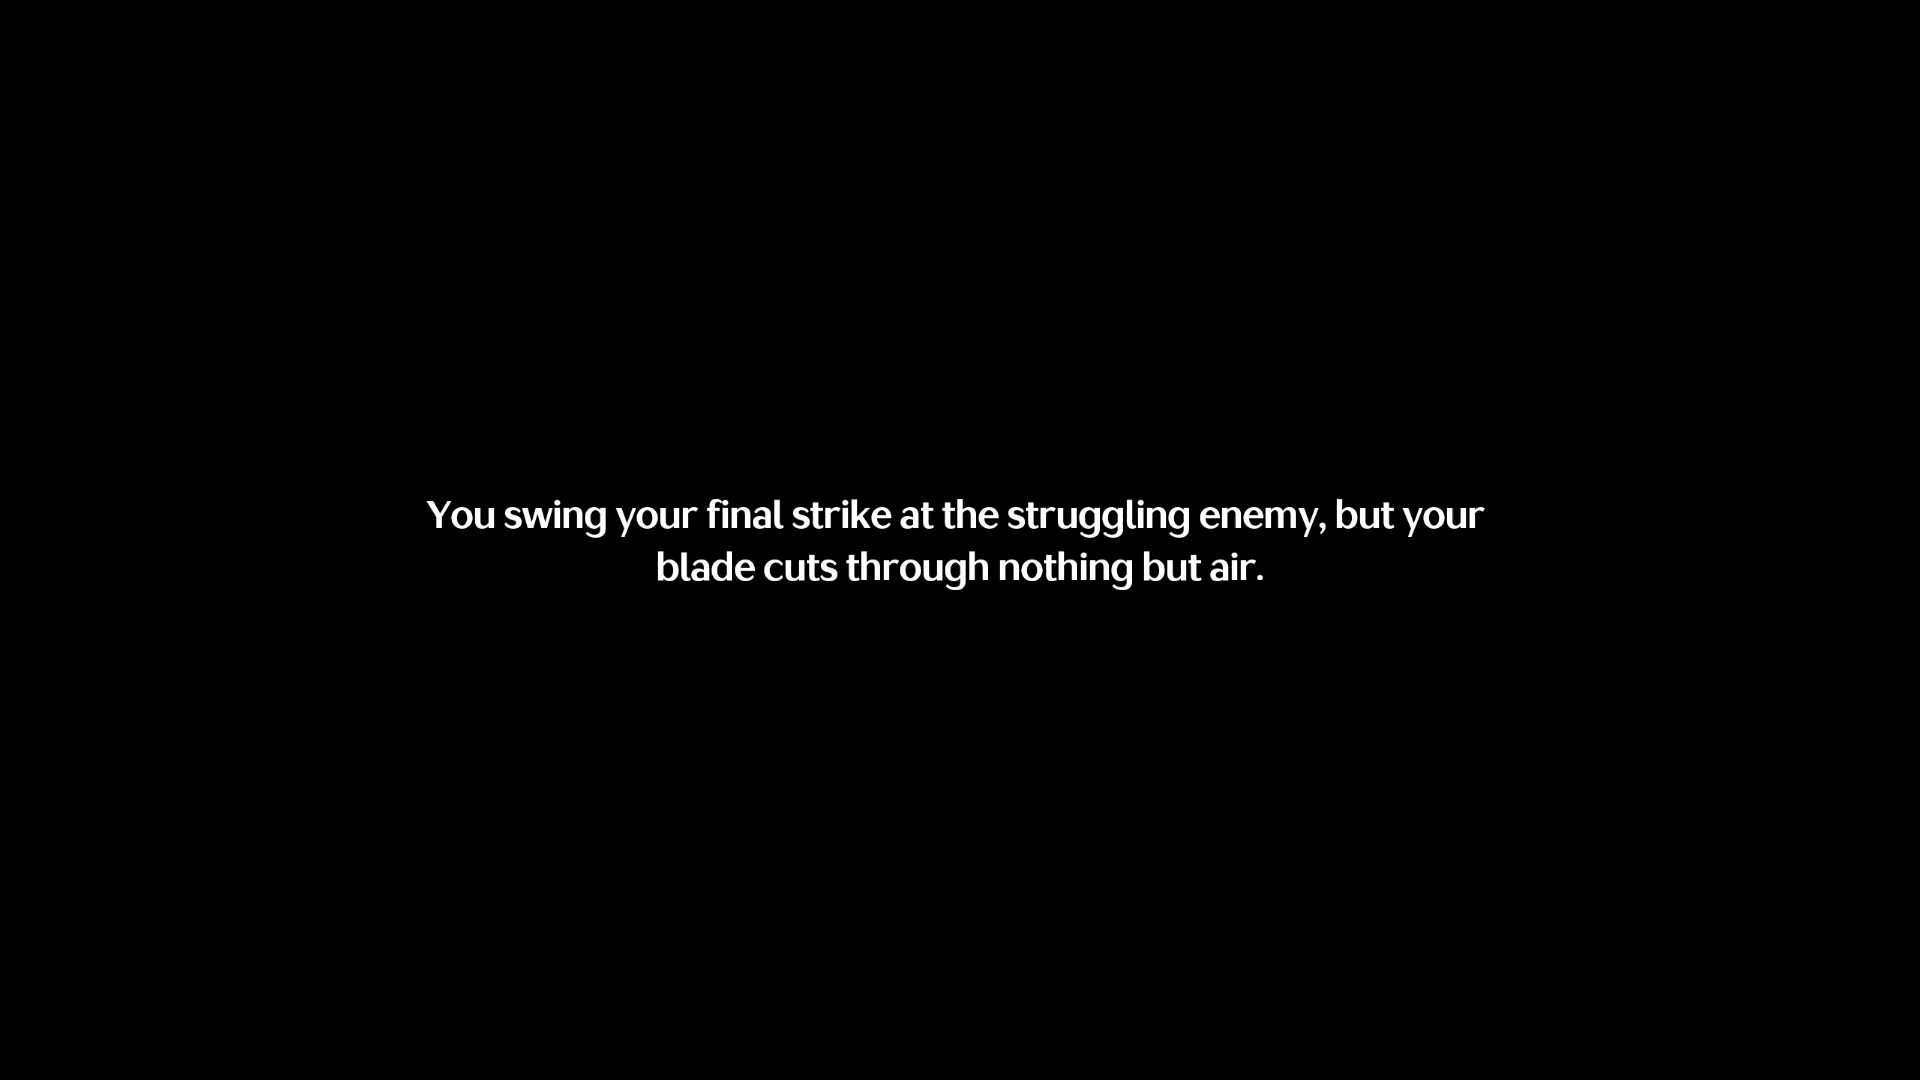 You swing your final strike at the struggling enemy, but your
blade cuts through nothing but air.